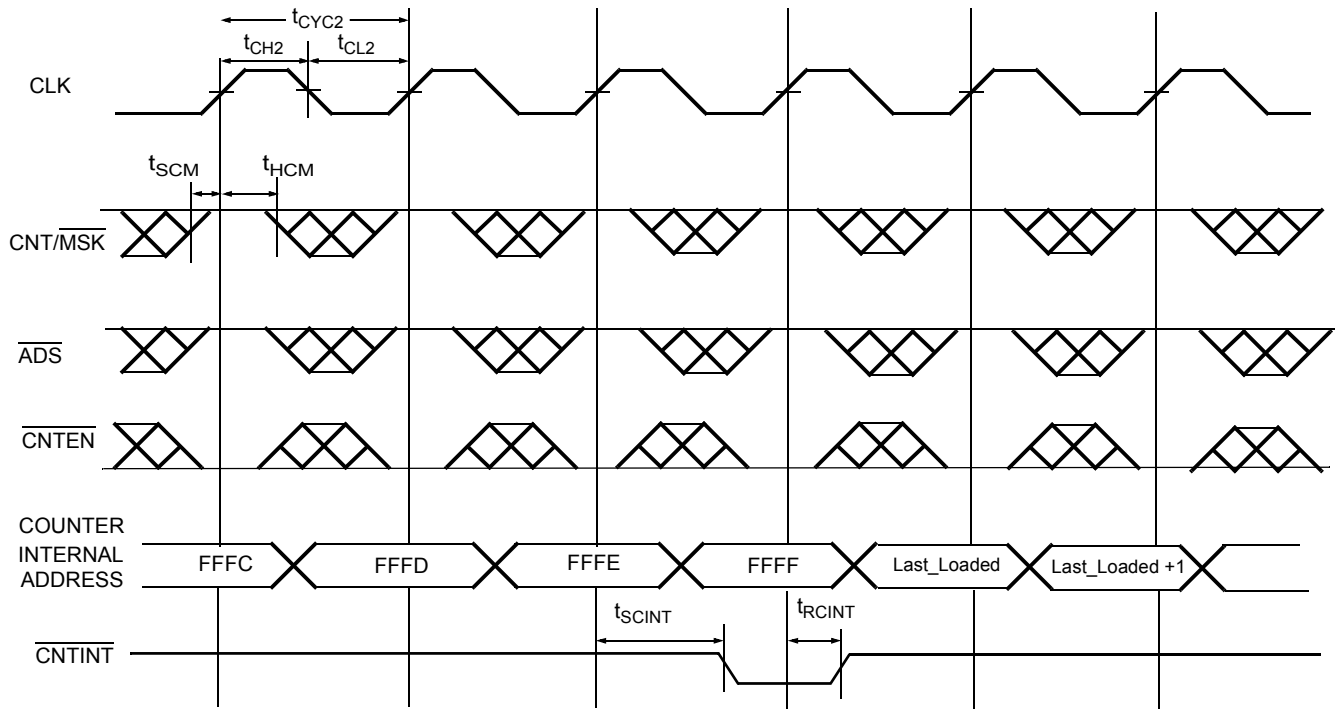 tCYC2
tCH2
tCL2
CLK
tSCM
tHCM
CNT/MSK
ADS
CNTEN
COUNTER
INTERNAL
ADDRESS
FFFC
FFFD
FFFE
FFFF
Last_Loaded
Last_Loaded +1
tSCINT
tRCINT
CNTINT